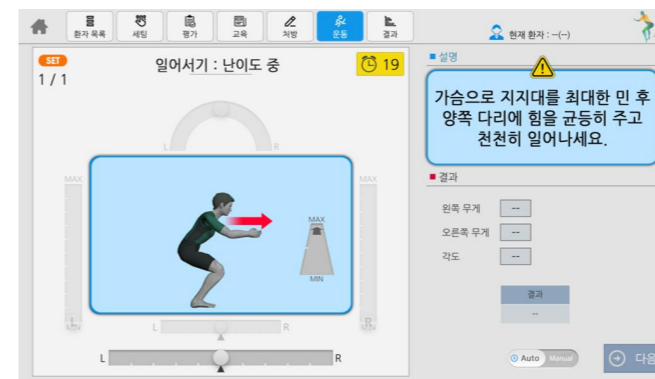 환자 목록
세팅
평가
교육
처방
운동
결과
현재 환자 : --(--)
SET
1 / 1
일어서기 : 난이도 중
19
설명
가슴으로 지지대를 최대한 민 후
양쪽 다리에 힘을 균등히 주고
천천히 일어나세요.
L
R
MAX
MAX
MAX
MIN
결과
왼쪽 무게 --
오른쪽 무게 --
각도 --
결과
--
L
R
L
R
MIN
MIN
L
R
Auto
Manual
다음